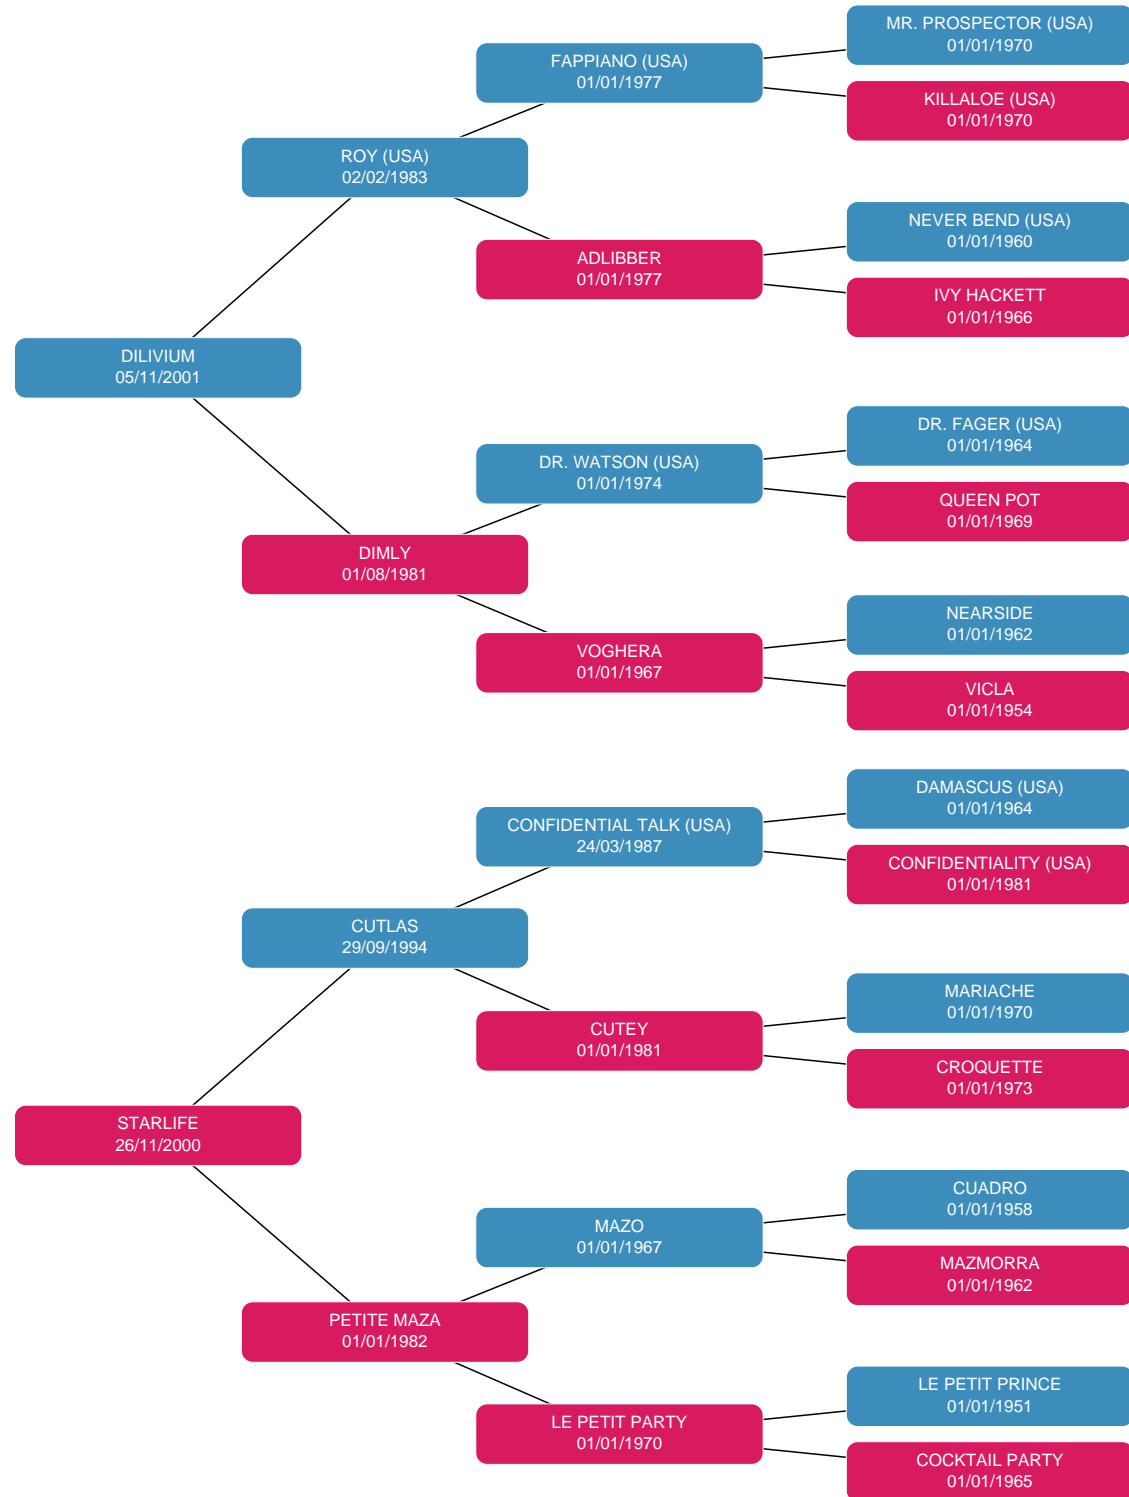 MR. PROSPECTOR (USA)
01/01/1970
FAPPIANO (USA)
01/01/1977
KILLALOE (USA)
01/01/1970
ROY (USA)
02/02/1983
NEVER BEND (USA)
01/01/1960
ADLIBBER
01/01/1977
IVY HACKETT
01/01/1966
DILIVIUM
05/11/2001
DR. FAGER (USA)
01/01/1964
DR. WATSON (USA)
01/01/1974
QUEEN POT
01/01/1969
DIMLY
01/08/1981
NEARSIDE
01/01/1962
VOGHERA
01/01/1967
VICLA
01/01/1954
DAMASCUS (USA)
01/01/1964
CONFIDENTIAL TALK (USA)
24/03/1987
CONFIDENTIALITY (USA)
01/01/1981
CUTLAS
29/09/1994
MARIACHE
01/01/1970
CUTEY
01/01/1981
CROQUETTE
01/01/1973
STARLIFE
26/11/2000
CUADRO
01/01/1958
MAZO
01/01/1967
MAZMORRA
01/01/1962
PETITE MAZA
01/01/1982
LE PETIT PRINCE
01/01/1951
LE PETIT PARTY
01/01/1970
COCKTAIL PARTY
01/01/1965